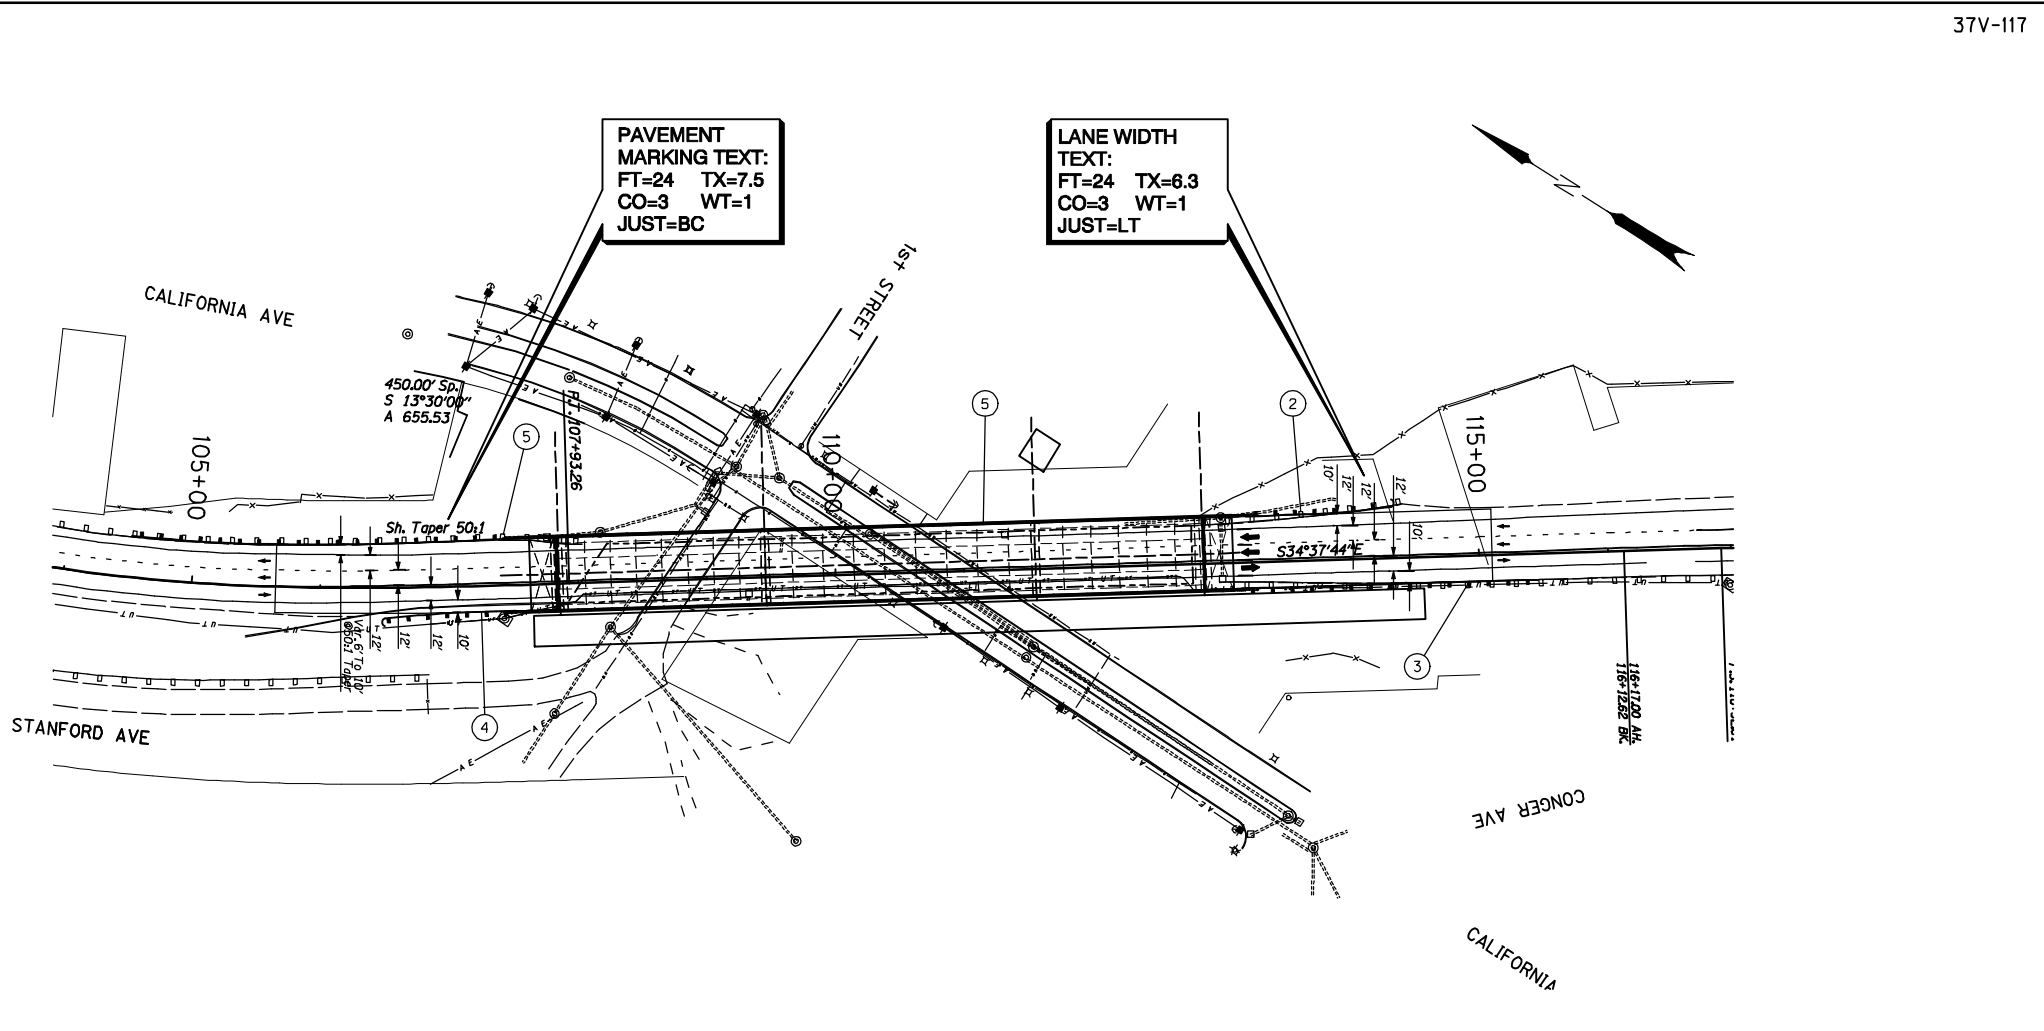 37V-117
PAVEMENT
MARKING TEXT:
FT=24 TX=7.5
CO=3 WT=1
JUST=BC
LANE WIDTH
TEXT:
FT=24 TX=6.3
CO=3 WT=1
JUST=LT
N
1st STREET
CALIFORNIA AVE
450.00' Sp.
S 13°30'00"
A 655.53
5
P.T. 107+93.26
110+00
5
2
115+00
105+00
Sh. Taper 50:1
10'
12'
12'
12'
10'
S34°37'44"E
Var. 6' To 10'
@50:1 Taper
12'
12'
12'
10'
4
3
116+17.00 AH.
116+12.62 BK.
STANFORD AVE
CONGER AVE
CALIFORNIA